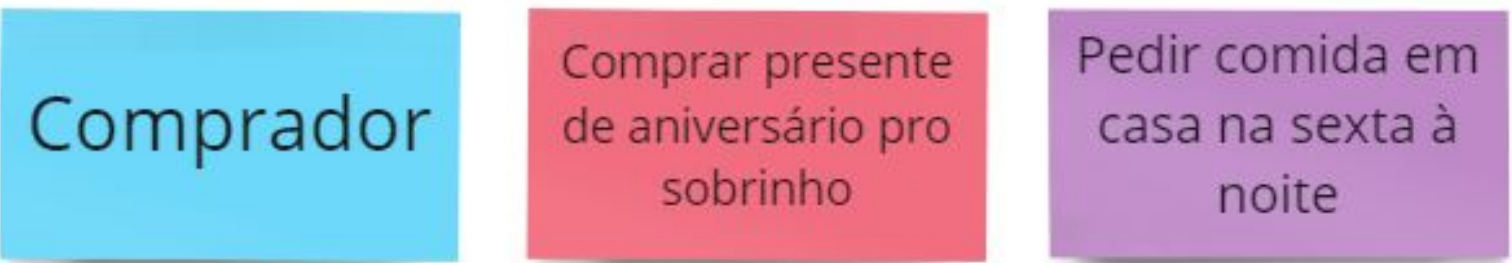 Comprador
Comprar presente
de aniversário pro
sobrinho
Pedir comida em
casa na sexta à
noite